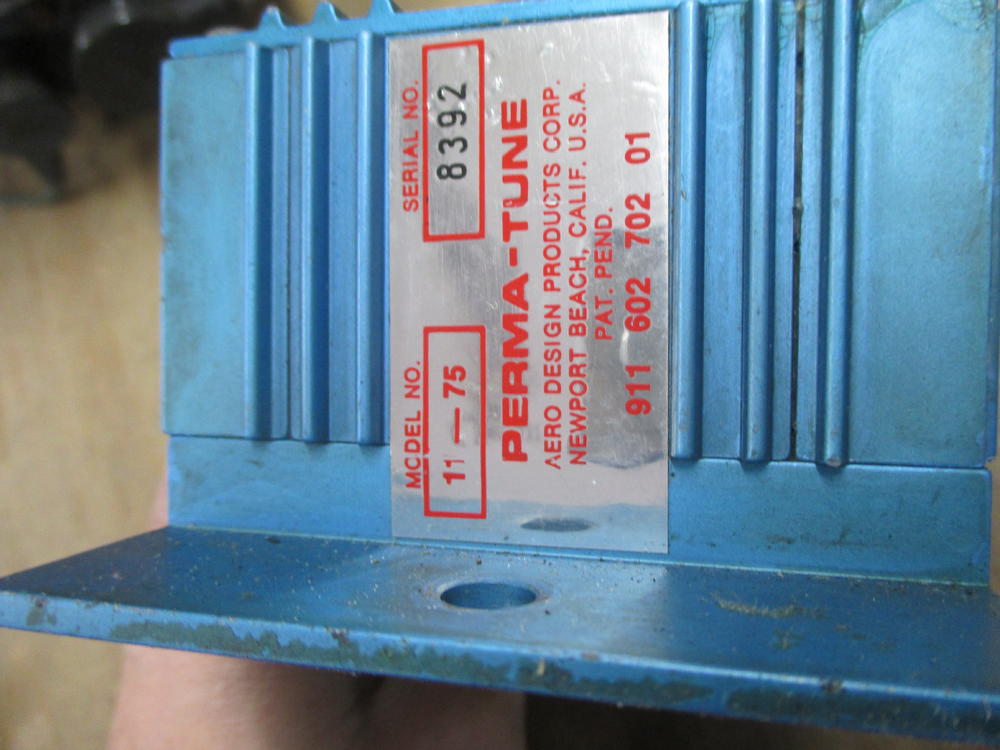 MODEL NO. SERIAL NO.
11-75 8392
PERMA-TUNE
AERO DESIGN PRODUCTS CORP.
NEWPORT BEACH, CALIF. U.S.A.
PAT. PEND.
911 602 702 01